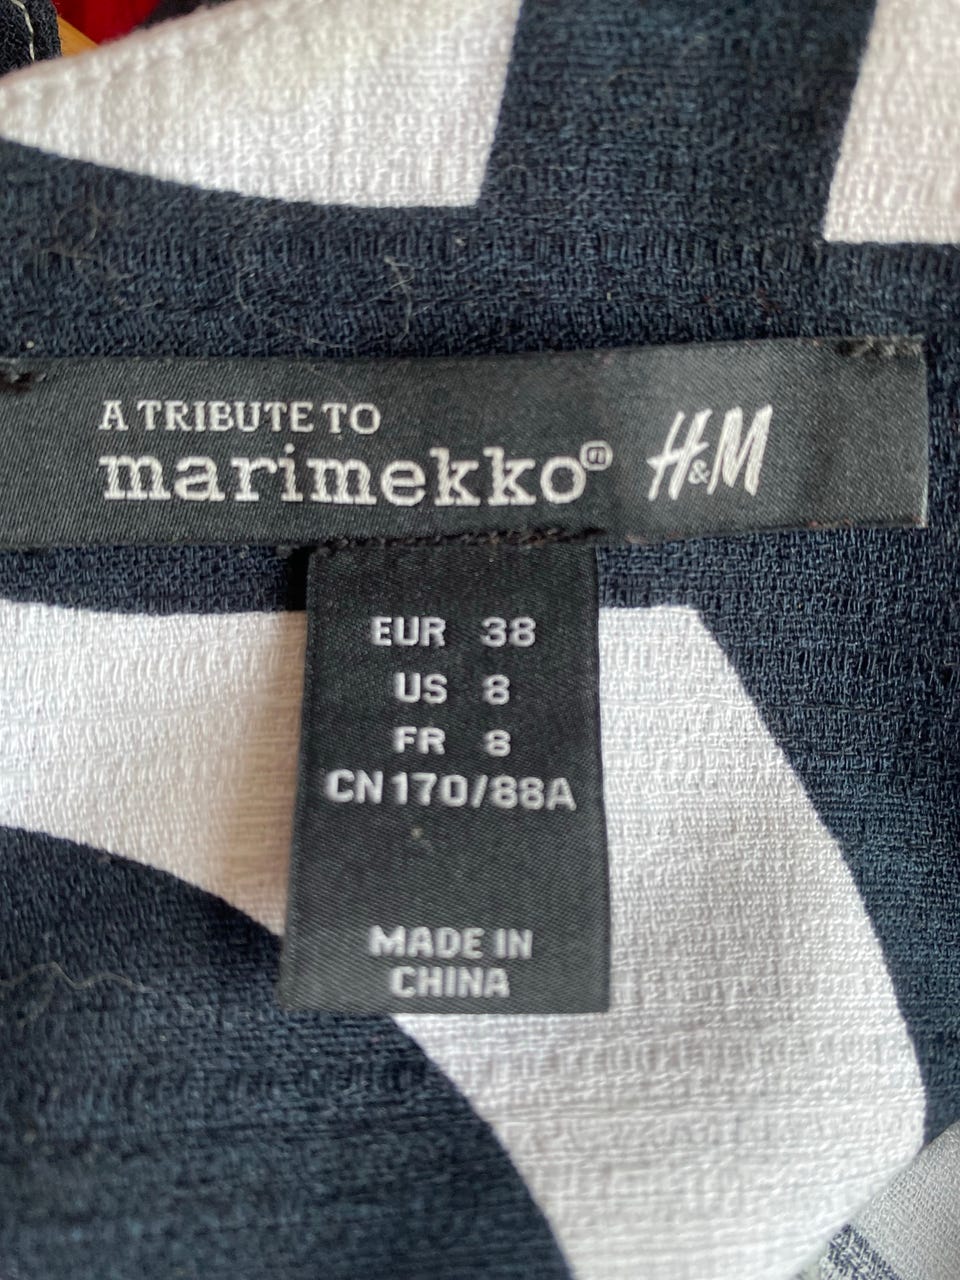 A TRIBUTE TO
marimekko® H&M
EUR 38
US 8
FR 8
CN 170/88A
MADE IN
CHINA